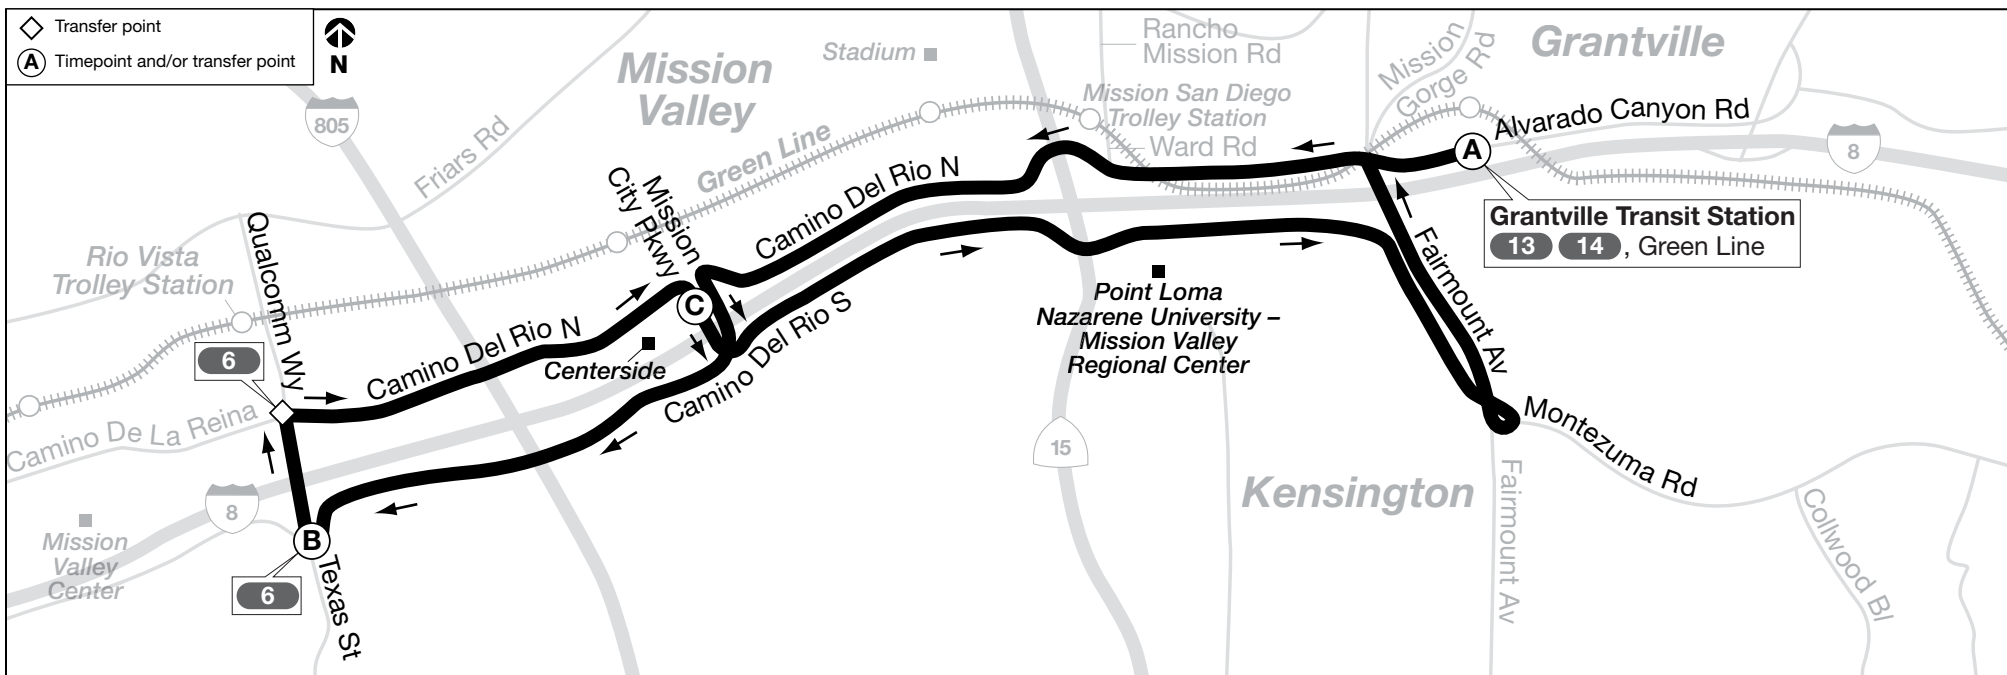 Transfer point
A Timepoint and/or transfer point
N
805
Mission
Valley
Stadium
Rancho
Mission Rd
Mission
Gorge Rd
Grantville
Mission San Diego
Trolley Station
Ward Rd
Alvarado Canyon Rd
A
8
Friars Rd
Green Line
Mission
City Pkwy
Camino Del Rio N
Grantville Transit Station
13 14 , Green Line
Fairmount Av
Qualcomm Wy
Rio Vista
Trolley Station
C
Point Loma
Nazarene University –
Mission Valley
Regional Center
6
Camino Del Rio N
Centerside
Camino Del Rio S
Camino De La Reina
Montezuma Rd
15
Kensington
Fairmount Av
Collwood Bl
8
B
Mission
Valley
Center
6
Texas St